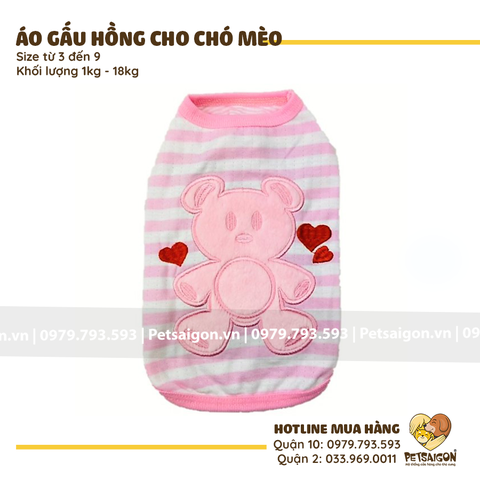 ÁO GẤU HỒNG CHO CHÓ MÈO
Size từ 3 đến 9
Khối lượng 1kg - 18kg
.vn | 0979.793.593 | Petsaigon.vn | 0979.793.593 | Petsaigon.vn | 0979.
HOTLINE MUA HÀNG
Quận 10: 0979.793.593
Quận 2: 033.969.0011
PETSAIGON